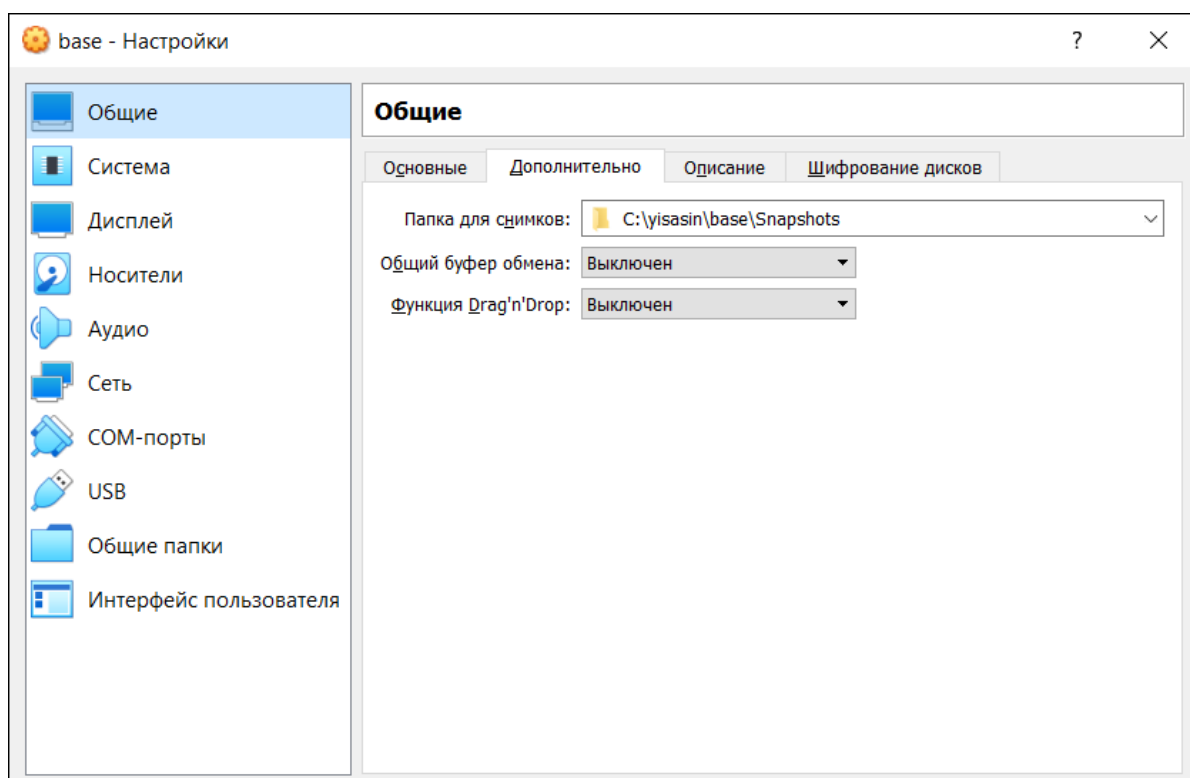 base - Настройки ?
Общие
Система
Дисплей
Носители
Аудио
Сеть
COM-порты
USB
Общие папки
Интерфейс пользователя
Общие
Основные Дополнительно Описание Шифрование дисков
Папка для снимков: C:\yisasin\base\Snapshots
Общий буфер обмена: Выключен
Функция Drag'n'Drop: Выключен